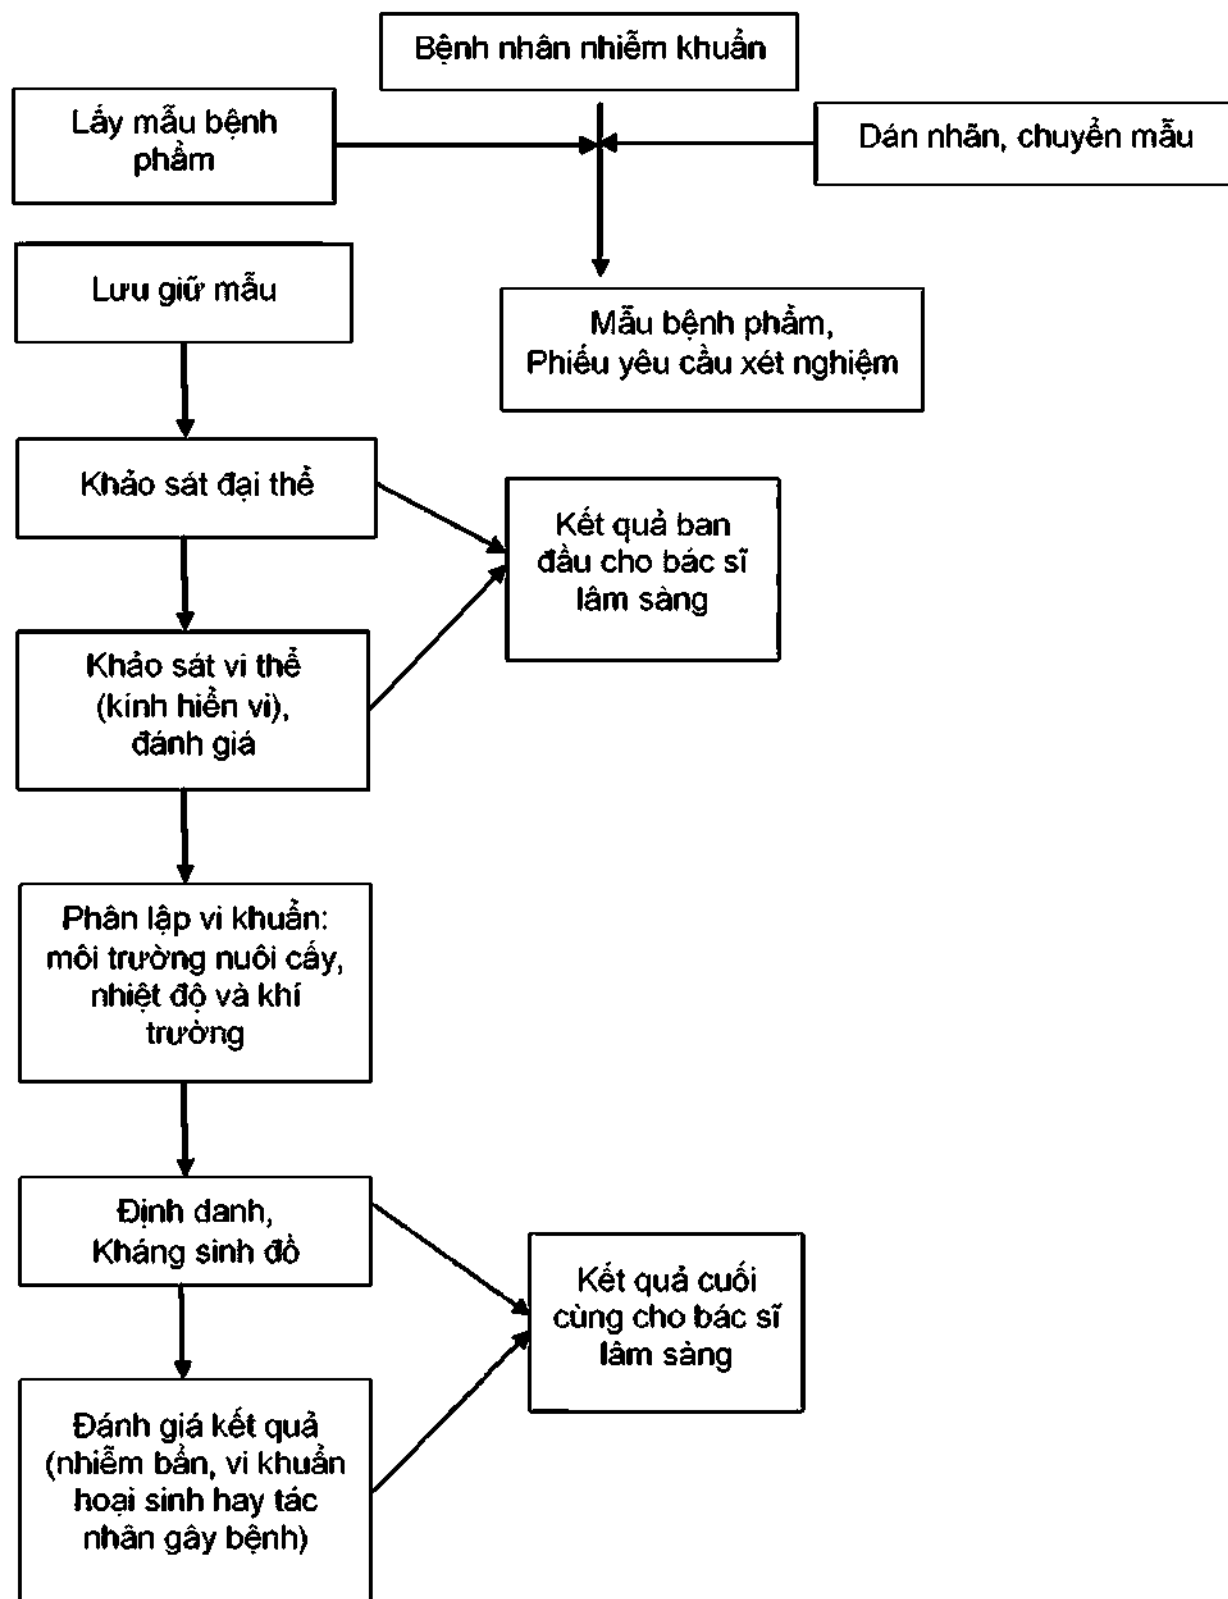 Bệnh nhân nhiễm khuẩn
Lấy mẫu bệnh
phẩm
Dán nhãn, chuyển mẫu
Lưu giữ mẫu
Mẫu bệnh phẩm,
Phiếu yêu cầu xét nghiệm
Khảo sát đại thể
Kết quả ban
đầu cho bác sĩ
lâm sàng
Khảo sát vi thể
(kính hiển vi),
đánh giá
Phân lập vi khuẩn:
môi trường nuôi cấy,
nhiệt độ và khí
trường
Định danh,
Kháng sinh đồ
Kết quả cuối
cùng cho bác sĩ
lâm sàng
Đánh giá kết quả
(nhiễm bẩn, vi khuẩn
hoại sinh hay tác
nhân gây bệnh)